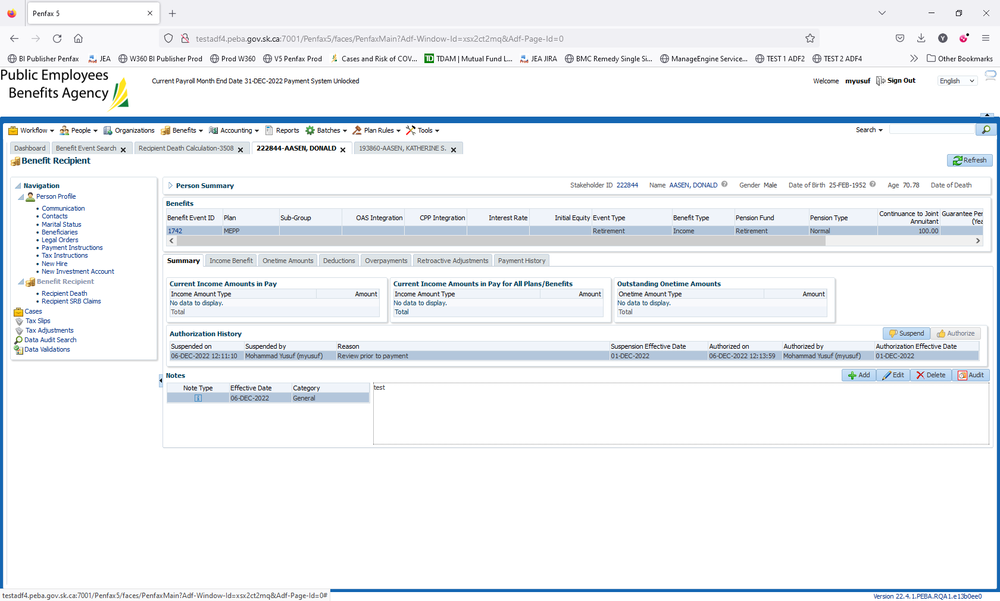 Penfax 5
testadf4.peba.gov.sk.ca:7001/Penfax5/faces/PenfaxMain?Adf-Window-Id=xsx2ct2mq&Adf-Page-Id=0
BI Publisher Penfax JEA W360 BI Publisher Prod Prod W360 V5 Penfax Prod Cases and Risk of COV... TDAM | Mutual Fund L... JEA JIRA BMC Remedy Single Si... ManageEngine Service... TEST 1 ADF2 TEST 2 ADF4 Other Bookmarks
Public Employees
Benefits Agency
Current Payroll Month End Date 31-DEC-2022 Payment System Unlocked
Welcome myusuf Sign Out English
Workflow People Organizations Benefits Accounting Reports Batches Plan Rules Tools Search
Dashboard Benefit Event Search Recipient Death Calculation-3508 222844-AASEN, DONALD 193860-AASEN, KATHERINE S.
Benefit Recipient
Refresh
Navigation
Person Profile
Communication
Contacts
Marital Status
Beneficiaries
Legal Orders
Payment Instructions
Tax Instructions
New Hire
New Investment Account
Benefit Recipient
Recipient Death
Recipient SRB Claims
Cases
Tax Slips
Tax Adjustments
Data Audit Search
Data Validations
Person Summary Stakeholder ID 222844 Name AASEN, DONALD Gender Male Date of Birth 25-FEB-1952 Age 70.78 Date of Death
Benefits
Benefit Event ID Plan Sub-Group OAS Integration CPP Integration Interest Rate Initial Equity Event Type Benefit Type Pension Fund Pension Type Continuance to Joint Annuitant Guarantee Per (Yea
1742 MEPP Retirement Income Retirement Normal 100.00
Summary Income Benefit Onetime Amounts Deductions Overpayments Retroactive Adjustments Payment History
Current Income Amounts in Pay
Income Amount Type Amount
No data to display.
Total
Current Income Amounts in Pay for All Plans/Benefits
Income Amount Type Amount
No data to display.
Total
Outstanding Onetime Amounts
Onetime Amount Type Amount
No data to display.
Total
Authorization History
Suspend Authorize
Suspended on Suspended by Reason Suspension Effective Date Authorized on Authorized by Authorization Effective Date
06-DEC-2022 12:11:10 Mohammad Yusuf (myusuf) Review prior to payment 01-DEC-2022 06-DEC-2022 12:13:59 Mohammad Yusuf (myusuf) 01-DEC-2022
Notes
Add Edit Delete Audit
Note Type Effective Date Category
06-DEC-2022 General
test
testadf4.peba.gov.sk.ca:7001/Penfax5/faces/PenfaxMain?Adf-Window-Id=xsx2ct2mq&Adf-Page-Id=0#
Version 22.4.1.PEBA.RQA1.e13b0ee0